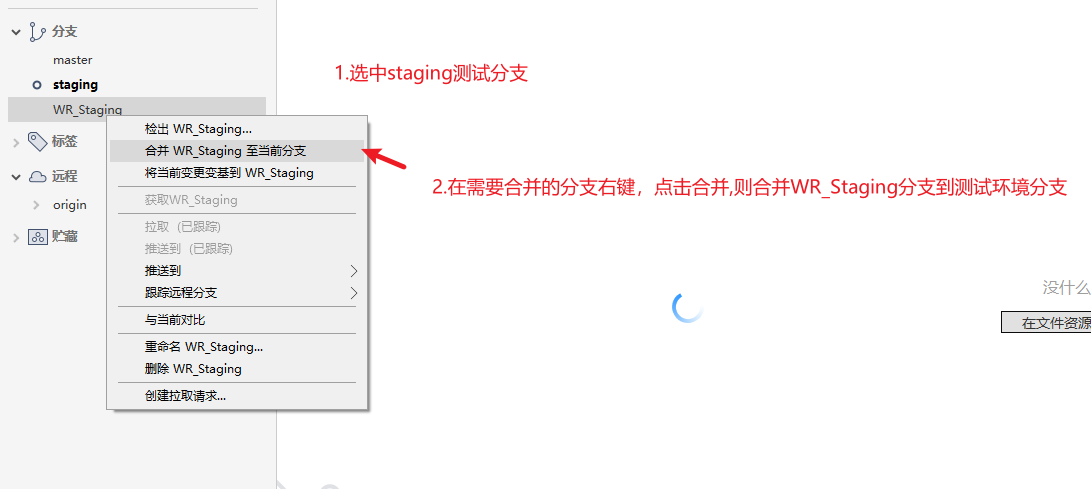 分支
master
1.选中staging测试分支
staging
WR_Staging
检出 WR_Staging...
标签
合并 WR_Staging 至当前分支
将当前变更变基到 WR_Staging
远程
2.在需要合并的分支右键，点击合并,则合并WR_Staging分支到测试环境分支
获取WR_Staging
origin
拉取（已跟踪）
贮藏
推送到（已跟踪）
推送到
跟踪远程分支
没什么
与当前对比
在文件资源
重命名 WR_Staging...
删除 WR_Staging
创建拉取请求...